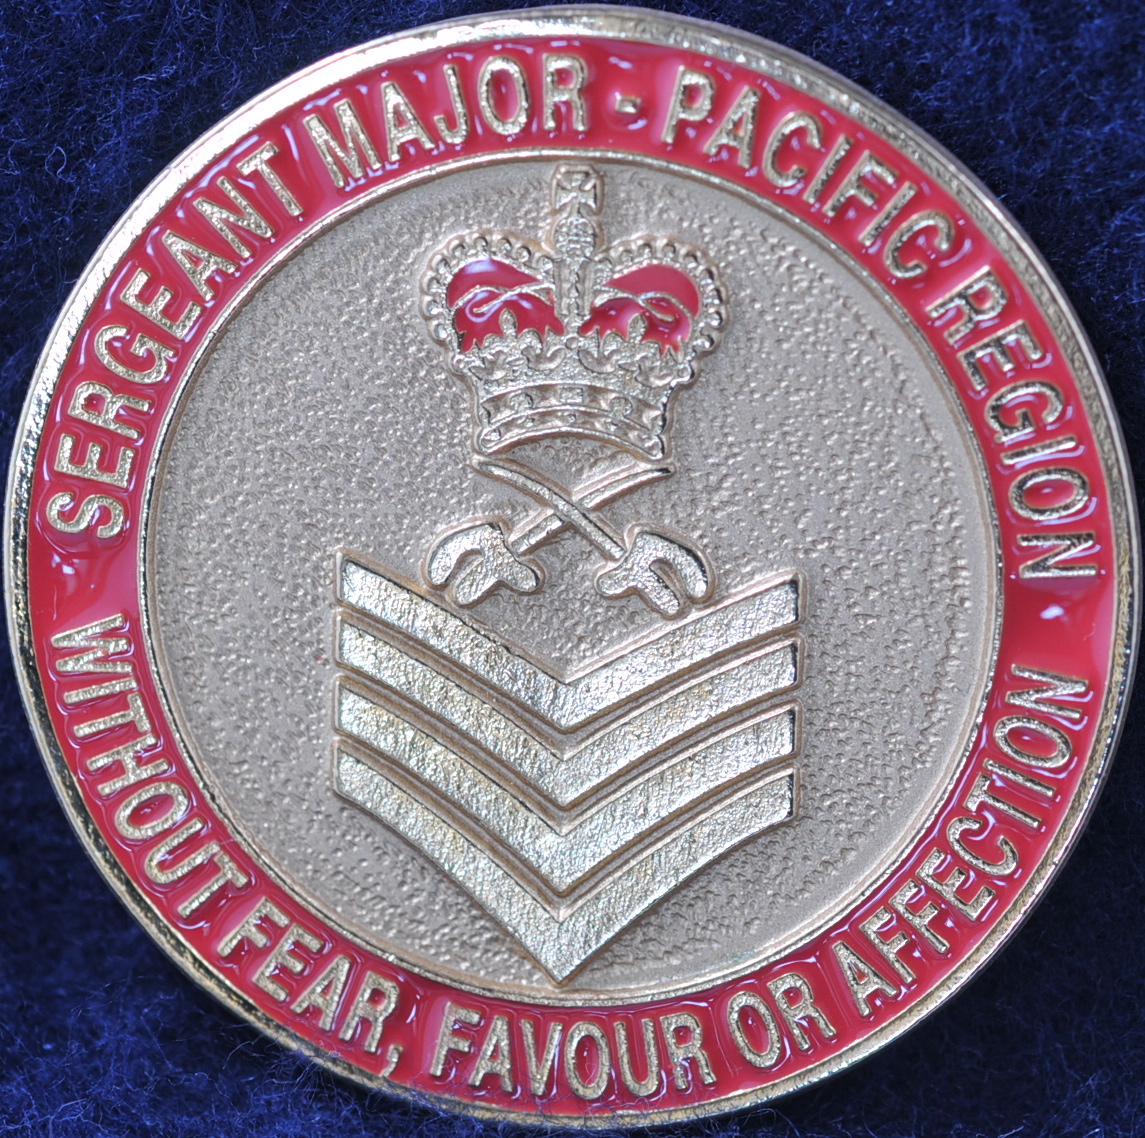 SERGEANT MAJOR - PACIFIC REGION
WITHOUT FEAR, FAVOUR OR AFFECTION